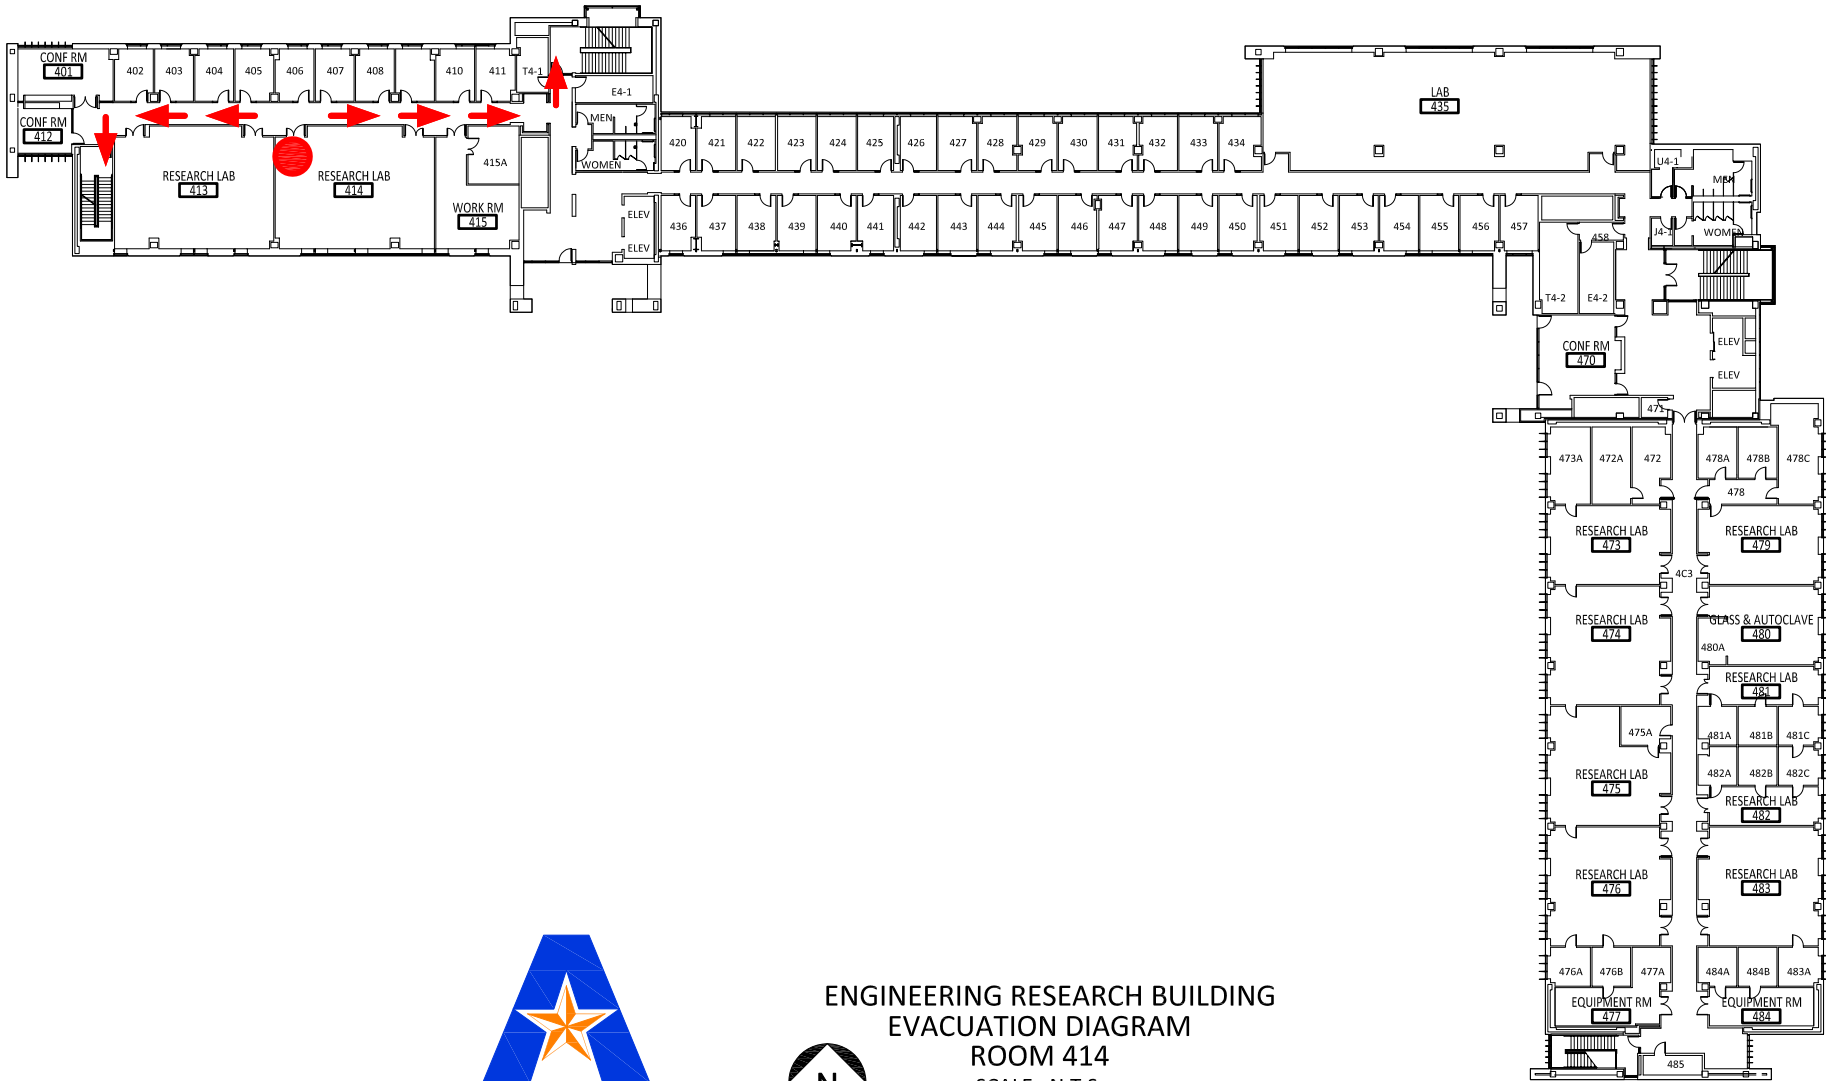 CONF RM
401
402
403
404
405
406
407
408
410
411
T4-1
E4-1
CONF RM
412
MEN
WOMEN
RESEARCH LAB
413
RESEARCH LAB
414
415A
WORK RM
415
ELEV
ELEV
420
421
422
423
424
425
426
427
428
429
430
431
432
433
434
LAB
435
436
437
438
439
440
441
442
443
444
445
446
447
448
449
450
451
452
453
454
455
456
457
458
U4-1
MEN
J4-1
WOMEN
T4-2
E4-2
CONF RM
470
ELEV
ELEV
471
473A
472A
472
478A
478B
478C
478
RESEARCH LAB
473
RESEARCH LAB
479
4C3
RESEARCH LAB
474
GLASS & AUTOCLAVE
480
480A
RESEARCH LAB
481
475A
481A
481B
481C
RESEARCH LAB
475
482A
482B
482C
RESEARCH LAB
482
RESEARCH LAB
476
RESEARCH LAB
483
476A
476B
477A
484A
484B
483A
EQUIPMENT RM
477
EQUIPMENT RM
484
485
ENGINEERING RESEARCH BUILDING
EVACUATION DIAGRAM
ROOM 414
SCALE: N.T.S.
N